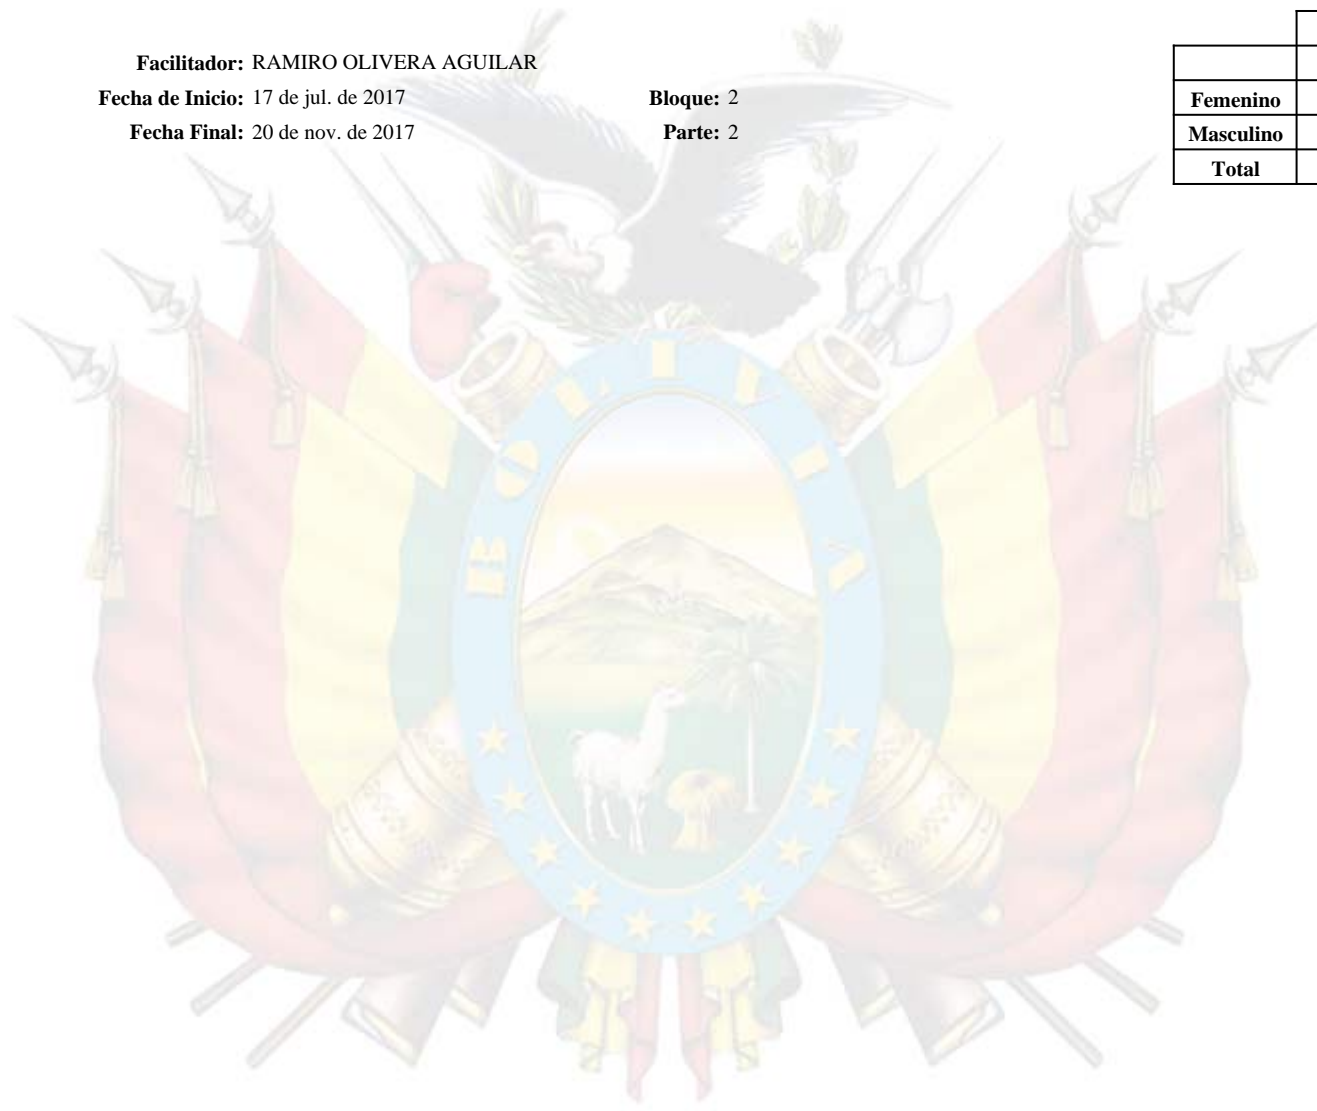 Facilitador: RAMIRO OLIVERA AGUILAR
Fecha de Inicio: 17 de jul. de 2017 Bloque: 2
Fecha Final: 20 de nov. de 2017 Parte: 2
Femenino
Masculino
Total
BOLIVIA